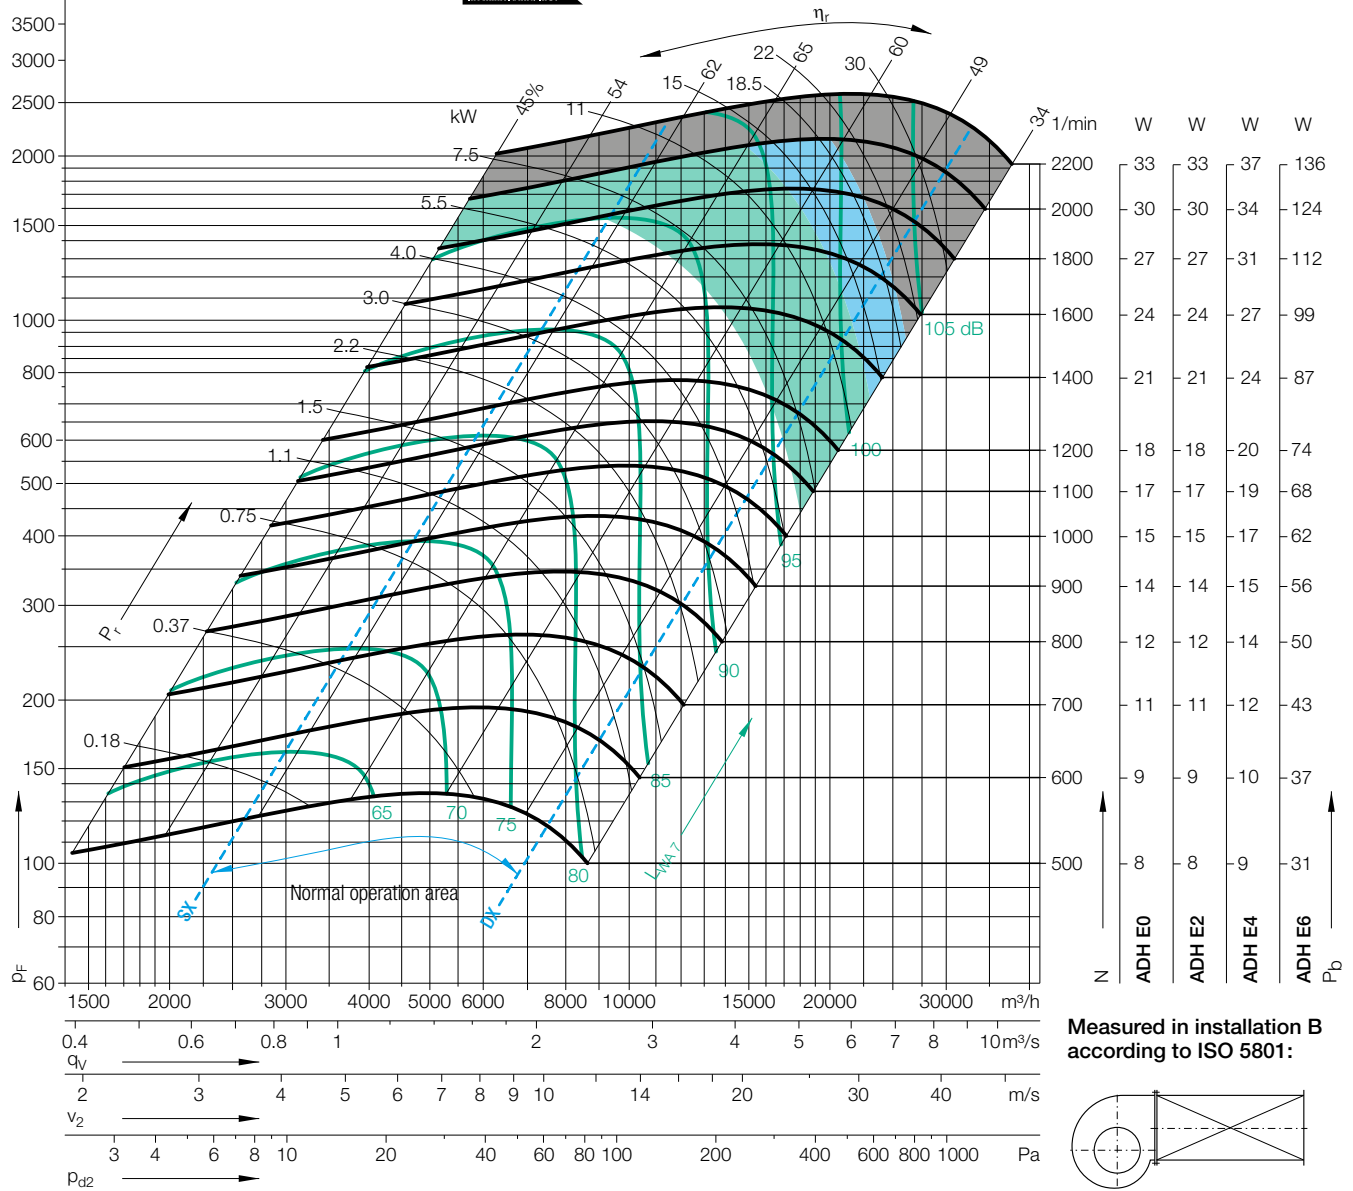 ηr
3500
3000
2500
2000
1500
1000
800
600
500
400
300
200
150
100
80
60
pF
kW
45%
54
62
65
60
49
34
30
22
18.5
15
11
7.5
5.5
4.0
3.0
2.2
1.5
1.1
0.75
0.37
0.18
Pr
105 dB
100
95
90
85
80
75
70
65
LWA 7
SX
DX
Normal operation area
1/min W W W W
2200 33 33 37 136
2000 30 30 34 124
1800 27 27 31 112
1600 24 24 27 99
1400 21 21 24 87
1200 18 18 20 74
1100 17 17 19 68
1000 15 15 17 62
900 14 14 15 56
800 12 12 14 50
700 11 11 12 43
600 9 9 10 37
500 8 8 9 31
N ADH E0 ADH E2 ADH E4 ADH E6 Pb
1500 2000 3000 4000 5000 6000 8000 10000 15000 20000 30000 m³/h
0.4 0.6 0.8 1 2 3 4 5 6 7 8 10 m³/s
qV
2 3 4 5 6 7 8 9 10 14 20 30 40 m/s
v2
3 4 6 8 10 20 40 60 80 100 200 400 600 800 1000 Pa
pd2
Measured in installation B
according to ISO 5801: